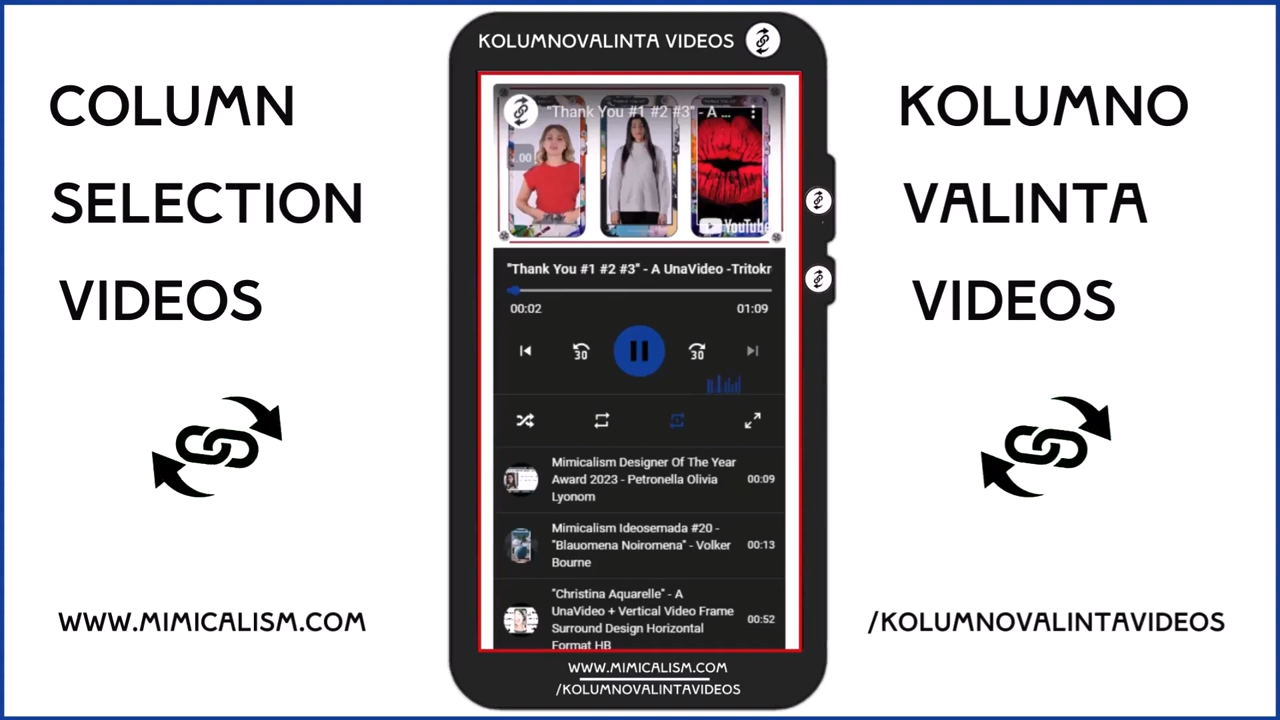 COLUMN
SELECTION
VIDEOS
WWW.MIMICALISM.COM
KOLUMNOVALINTA VIDEOS
"Thank You #1 #2 #3" - A ...
.00
YouTube
"Thank You #1 #2 #3" - A UnaVideo -Tritokr
00:02
01:09
30
30
Mimicalism Designer Of The Year
Award 2023 - Petronella Olivia
Lyonom
00:09
Mimicalism Ideosemada #20 -
"Blauomena Noiromena" - Volker
Bourne
00:13
"Christina Aquarelle" - A
UnaVideo + Vertical Video Frame
Surround Design Horizontal
Format HB
00:52
WWW.MIMICALISM.COM
/KOLUMNOVALINTAVIDEOS
KOLUMNO
VALINTA
VIDEOS
/KOLUMNOVALINTAVIDEOS